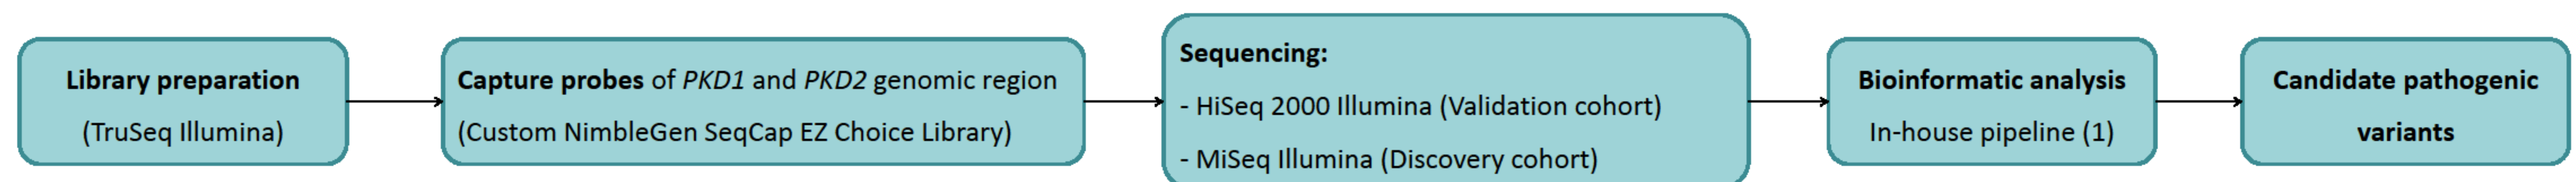 Library preparation
(TruSeq Illumina)
Capture probes of PKD1 and PKD2 genomic region
(Custom NimbleGen SeqCap EZ Choice Library)
Sequencing:
- HiSeq 2000 Illumina (Validation cohort)
- MiSeq Illumina (Discovery cohort)
Bioinformatic analysis
In-house pipeline (1)
Candidate pathogenic
variants